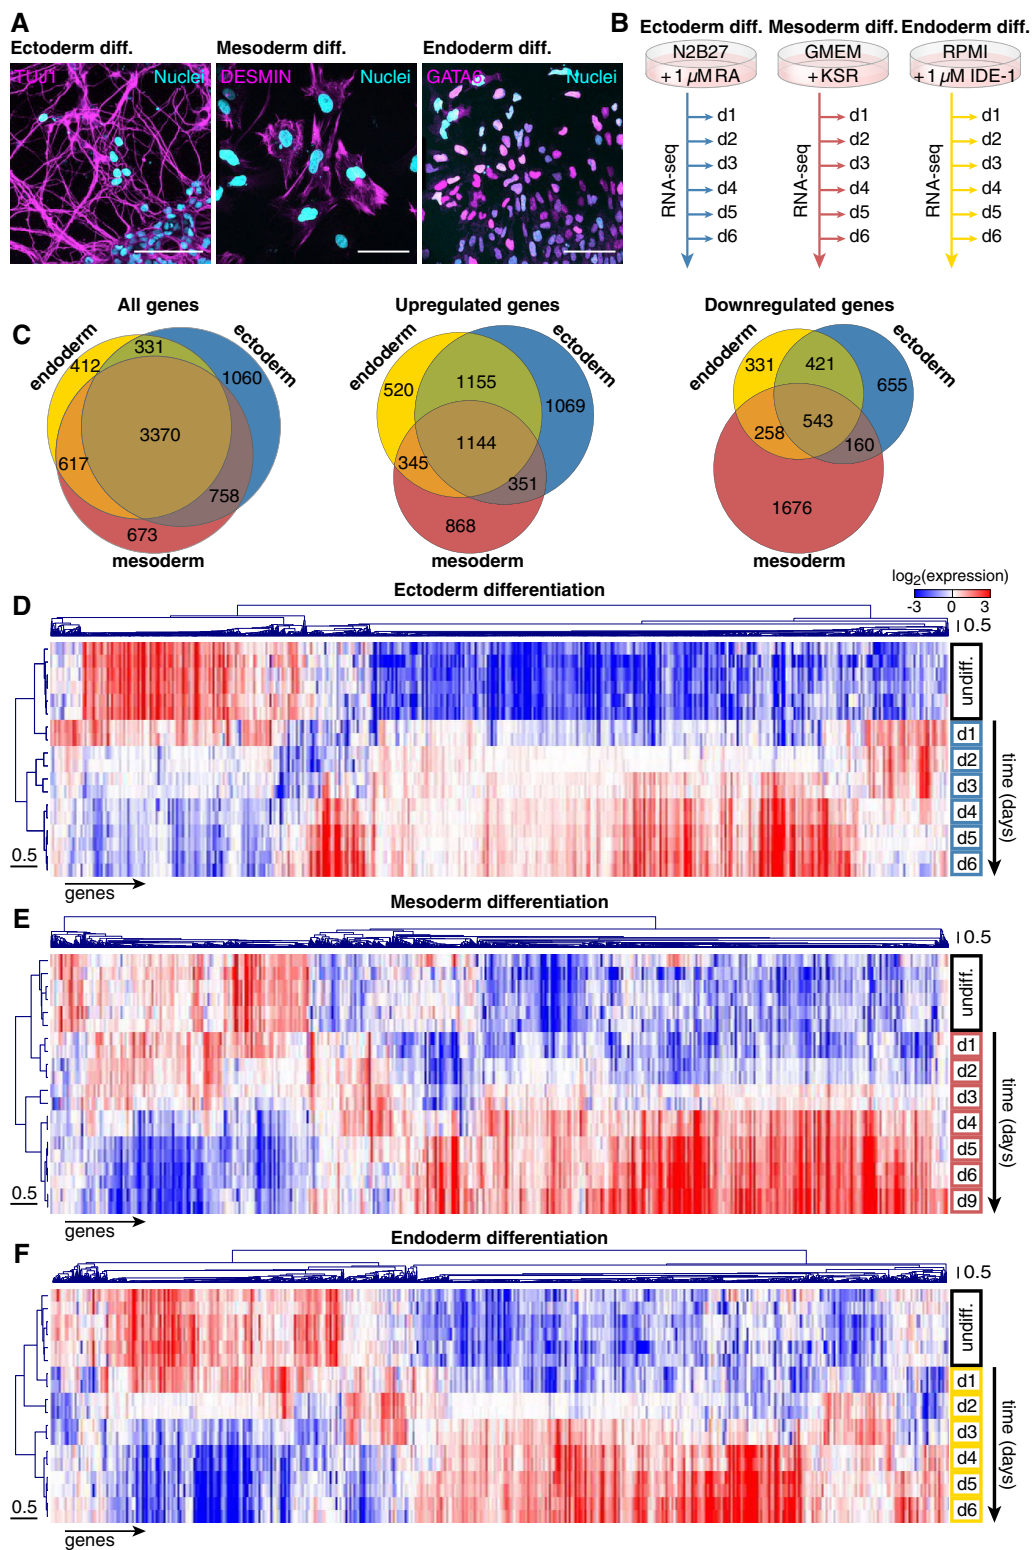 A
Ectoderm diff.
TUJ1 Nuclei
Mesoderm diff.
DESMIN Nuclei
Endoderm diff.
GATA6 Nuclei
B
Ectoderm diff.
N2B27
+ 1 µM RA
RNA-seq
d1
d2
d3
d4
d5
d6
Mesoderm diff.
GMEM
+ KSR
RNA-seq
d1
d2
d3
d4
d5
d6
Endoderm diff.
RPMI
+ 1 µM IDE-1
RNA-seq
d1
d2
d3
d4
d5
d6
C
All genes
endoderm
ectoderm
412
331
1060
3370
617
758
673
mesoderm
Upregulated genes
endoderm
ectoderm
520
1155
1069
1144
345
351
868
mesoderm
Downregulated genes
endoderm
ectoderm
331
421
655
543
258
160
1676
mesoderm
log2(expression)
-3 0 3
D
Ectoderm differentiation
0.5
undiff.
d1
d2
d3
d4
d5
d6
time (days)
0.5
genes
E
Mesoderm differentiation
0.5
undiff.
d1
d2
d3
d4
d5
d6
d9
time (days)
0.5
genes
F
Endoderm differentiation
0.5
undiff.
d1
d2
d3
d4
d5
d6
time (days)
0.5
genes